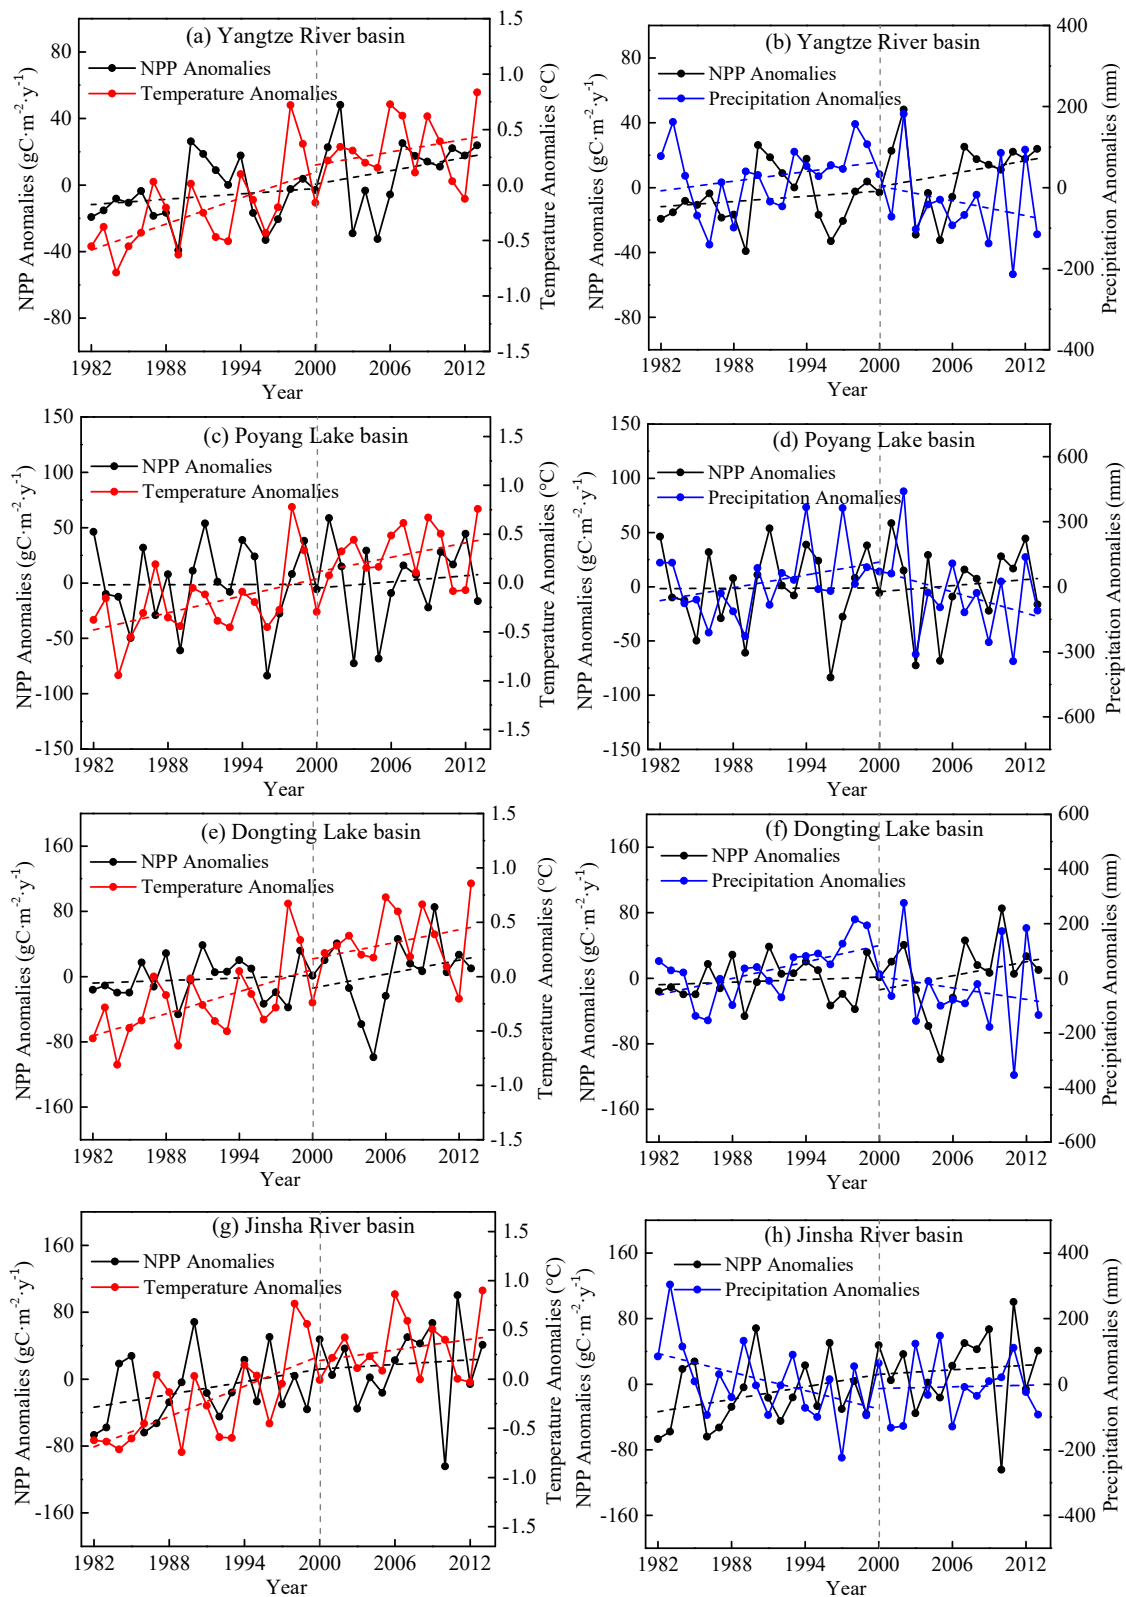 (a) Yangtze River basin
NPP Anomalies
Temperature Anomalies
80
40
0
-40
-80
1.5
1.0
0.5
0.0
-0.5
-1.0
-1.5
1982 1988 1994 2000 2006 2012
Year
NPP Anomalies (gC·m⁻²·y⁻¹)
Temperature Anomalies (°C)
(b) Yangtze River basin
NPP Anomalies
Precipitation Anomalies
80
40
0
-40
-80
400
200
0
-200
-400
1982 1988 1994 2000 2006 2012
Year
NPP Anomalies (gC·m⁻²·y⁻¹)
Precipitation Anomalies (mm)
(c) Poyang Lake basin
NPP Anomalies
Temperature Anomalies
150
100
50
0
-50
-100
-150
1.5
1.0
0.5
0.0
-0.5
-1.0
-1.5
1982 1988 1994 2000 2006 2012
Year
NPP Anomalies (gC·m⁻²·y⁻¹)
Temperature Anomalies (°C)
(d) Poyang Lake basin
NPP Anomalies
Precipitation Anomalies
150
100
50
0
-50
-100
-150
600
300
0
-300
-600
1982 1988 1994 2000 2006 2012
Year
NPP Anomalies (gC·m⁻²·y⁻¹)
Precipitation Anomalies (mm)
(e) Dongting Lake basin
NPP Anomalies
Temperature Anomalies
160
80
0
-80
-160
1.5
1.0
0.5
0.0
-0.5
-1.0
-1.5
1982 1988 1994 2000 2006 2012
Year
NPP Anomalies (gC·m⁻²·y⁻¹)
Temperature Anomalies (°C)
(f) Dongting Lake basin
NPP Anomalies
Precipitation Anomalies
160
80
0
-80
-160
600
400
200
0
-200
-400
-600
1982 1988 1994 2000 2006 2012
Year
NPP Anomalies (gC·m⁻²·y⁻¹)
Precipitation Anomalies (mm)
(g) Jinsha River basin
NPP Anomalies
Temperature Anomalies
160
80
0
-80
-160
1.5
1.0
0.5
0.0
-0.5
-1.0
-1.5
1982 1988 1994 2000 2006 2012
Year
NPP Anomalies (gC·m⁻²·y⁻¹)
Temperature Anomalies (°C)
(h) Jinsha River basin
NPP Anomalies
Precipitation Anomalies
160
80
0
-80
-160
400
200
0
-200
-400
1982 1988 1994 2000 2006 2012
Year
NPP Anomalies (gC·m⁻²·y⁻¹)
Precipitation Anomalies (mm)